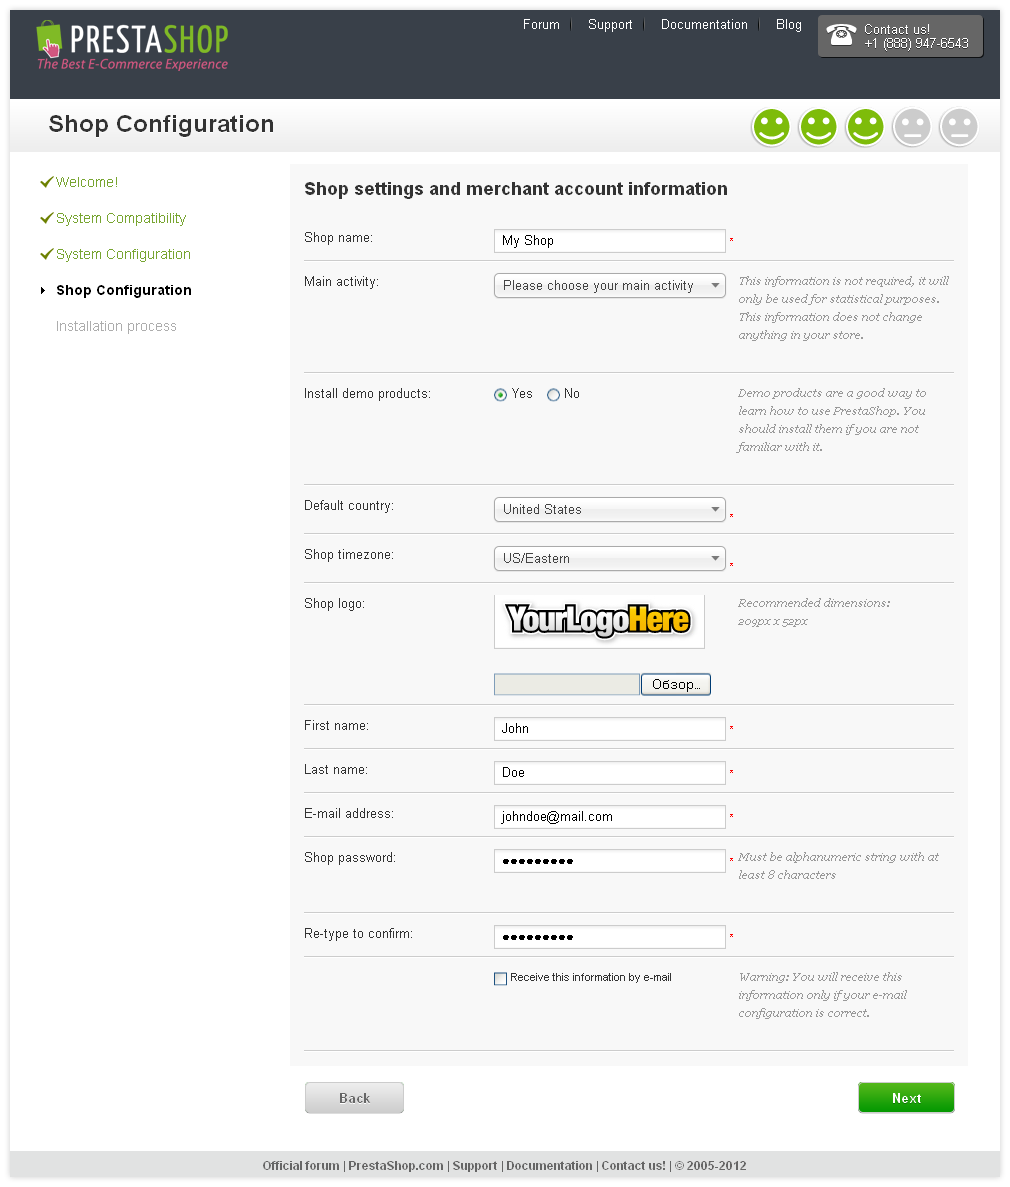 Forum Support Documentation Blog
Contact us!
+1 (888) 947-6543
PRESTASHOP
The Best E-Commerce Experience
Shop Configuration
Welcome!
System Compatibility
System Configuration
Shop Configuration
Installation process
Shop settings and merchant account information
Shop name:
My Shop *
Main activity:
Please choose your main activity
This information is not required, it will
only be used for statistical purposes.
This information does not change
anything in your store.
Install demo products:
Yes No
Demo products are a good way to
learn how to use PrestaShop. You
should install them if you are not
familiar with it.
Default country:
United States *
Shop timezone:
US/Eastern *
Shop logo:
YourLogoHere
Recommended dimensions:
209px x 52px
Обзор...
First name:
John *
Last name:
Doe *
E-mail address:
johndoe@mail.com *
Shop password:
••••••••• *
Must be alphanumeric string with at
least 8 characters
Re-type to confirm:
••••••••• *
Receive this information by e-mail
Warning: You will receive this
information only if your e-mail
configuration is correct.
Back
Next
Official forum | PrestaShop.com | Support | Documentation | Contact us! | © 2005-2012